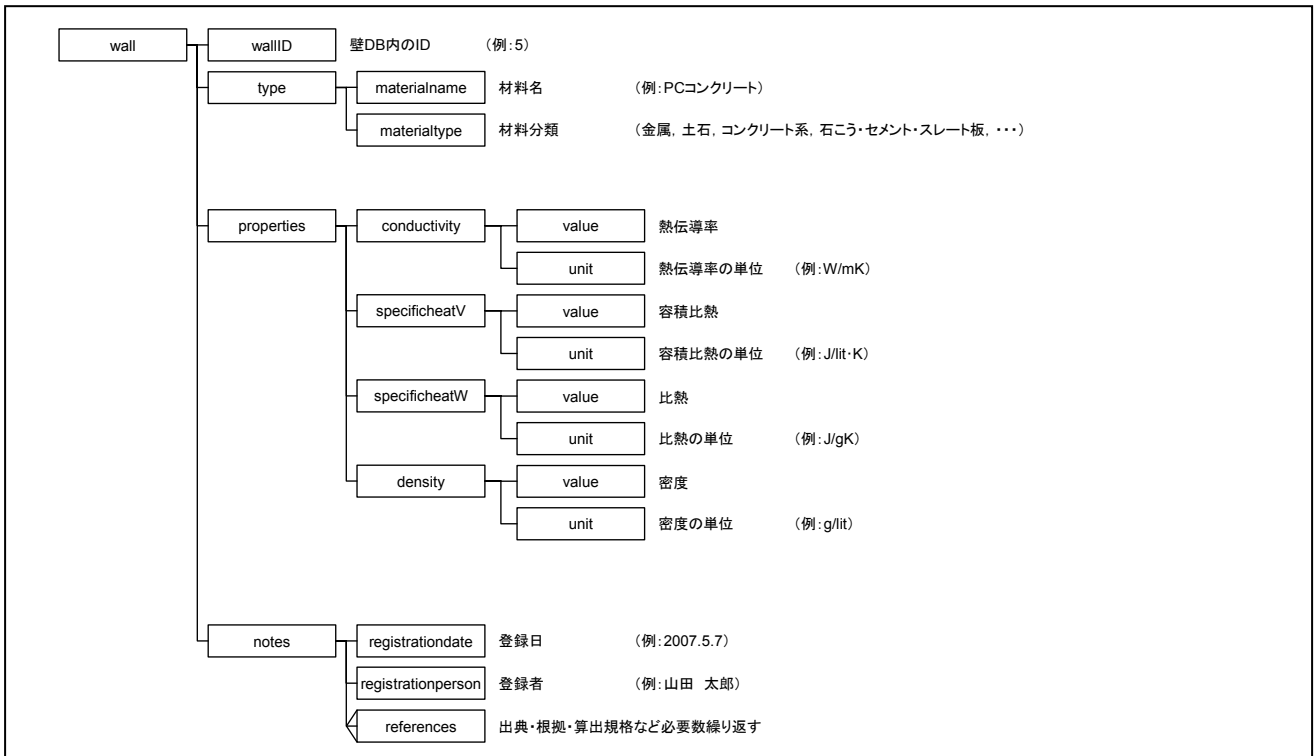 wall wallID 壁DB内のID （例：5）
type materialname 材料名 （例：PCコンクリート）
materialtype 材料分類 （金属，土石，コンクリート系，石こう・セメント・スレート板，・・・）
properties conductivity value 熱伝導率
unit 熱伝導率の単位 （例：W/mK）
specificheatV value 容積比熱
unit 容積比熱の単位 （例：J/lit・K）
specificheatW value 比熱
unit 比熱の単位 （例：J/gK）
density value 密度
unit 密度の単位 （例：g/lit）
notes registrationdate 登録日 （例：2007.5.7）
registrationperson 登録者 （例：山田　太郎）
references 出典・根拠・算出規格など必要数繰り返す